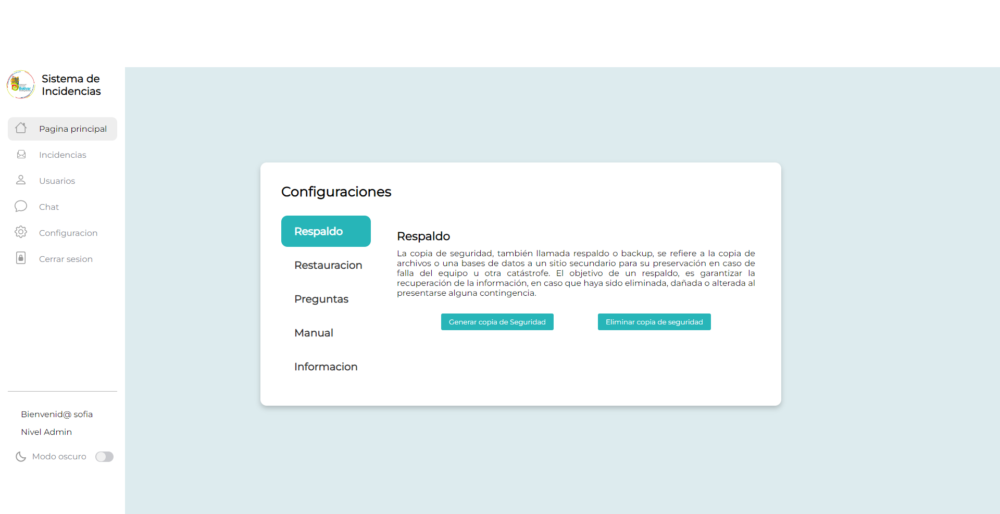 Bolívar
Sistema de
Incidencias
Pagina principal
Incidencias
Usuarios
Chat
Configuracion
Cerrar sesion
Bienvenid@ sofia
Nivel Admin
Modo oscuro
Configuraciones
Respaldo
Restauracion
Preguntas
Manual
Informacion
Respaldo
La copia de seguridad, también llamada respaldo o backup, se refiere a la copia de
archivos o una bases de datos a un sitio secundario para su preservación en caso de
falla del equipo u otra catástrofe. El objetivo de un respaldo, es garantizar la
recuperación de la información, en caso que haya sido eliminada, dañada o alterada al
presentarse alguna contingencia.
Generar copia de Seguridad
Eliminar copia de seguridad